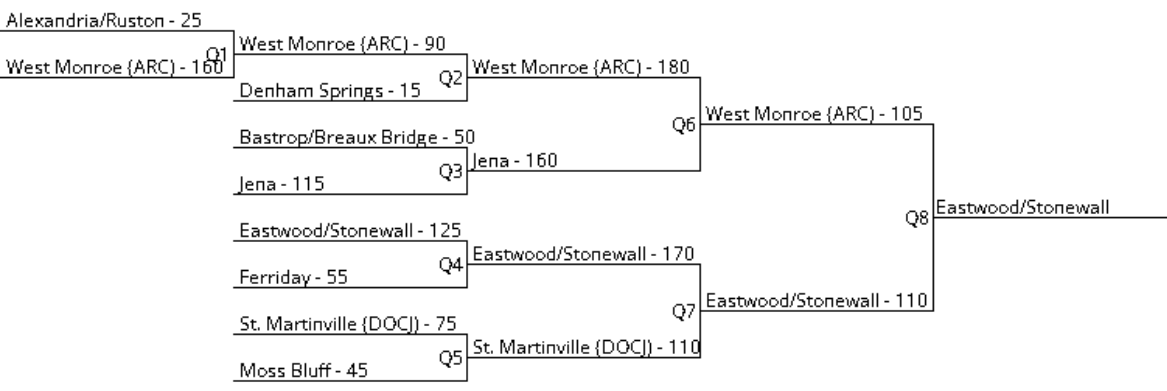 Alexandria/Ruston - 25
Q1
West Monroe (ARC) - 160
West Monroe (ARC) - 90
Q2
Denham Springs - 15
Bastrop/Breaux Bridge - 50
Q3
Jena - 115
Eastwood/Stonewall - 125
Q4
Ferriday - 55
St. Martinville (DOCJ) - 75
Q5
Moss Bluff - 45
West Monroe (ARC) - 180
Q6
Jena - 160
Eastwood/Stonewall - 170
Q7
St. Martinville (DOCJ) - 110
West Monroe (ARC) - 105
Q8
Eastwood/Stonewall - 110
Eastwood/Stonewall